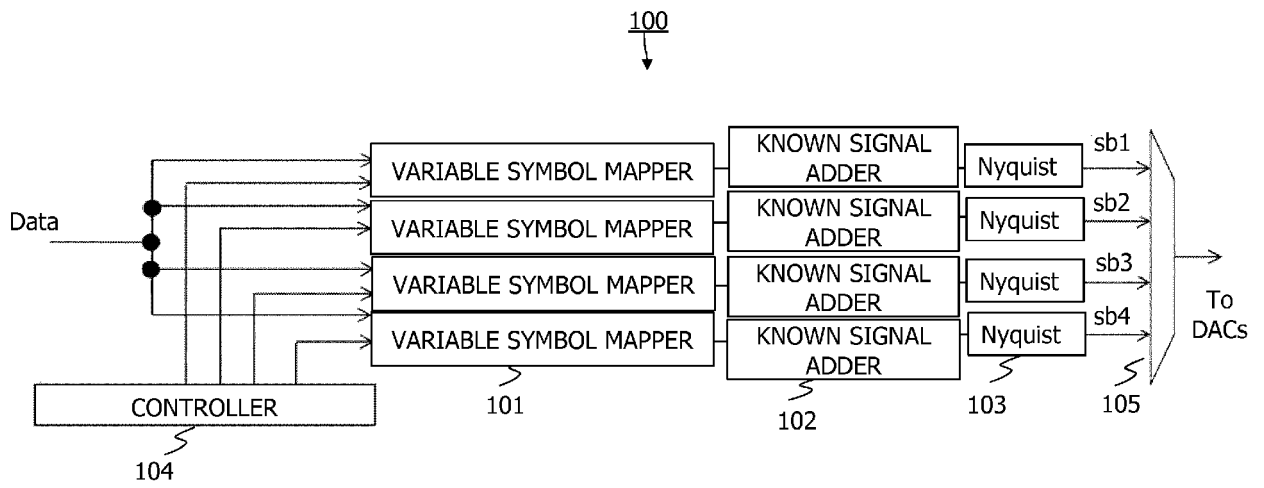 100
Data
VARIABLE SYMBOL MAPPER
KNOWN SIGNAL
ADDER
Nyquist
sb1
VARIABLE SYMBOL MAPPER
KNOWN SIGNAL
ADDER
Nyquist
sb2
VARIABLE SYMBOL MAPPER
KNOWN SIGNAL
ADDER
Nyquist
sb3
VARIABLE SYMBOL MAPPER
KNOWN SIGNAL
ADDER
Nyquist
sb4
To
DACs
CONTROLLER
101
102
103
105
104